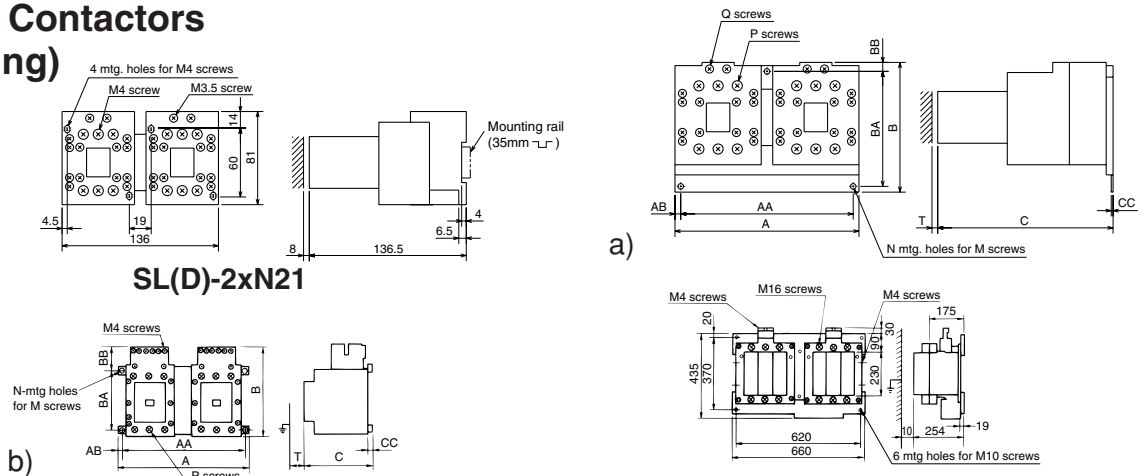 Contactors
ng)
4 mtg. holes for M4 screws
M4 screw
M3.5 screw
14
60
81
4.5
19
136
Mounting rail
(35mm )
4
6.5
8
136.5
SL(D)-2xN21
Q screws
P screws
BB
BA
B
AB
AA
A
T
C
CC
N mtg. holes for M screws
a)
M4 screws
BB
N-mtg holes
for M screws
BA
B
AB
AA
A
P screws
T
C
CC
b)
M4 screws
M16 screws
M4 screws
20
435
370
30
90
230
175
620
660
10
254
19
6 mtg holes for M10 screws